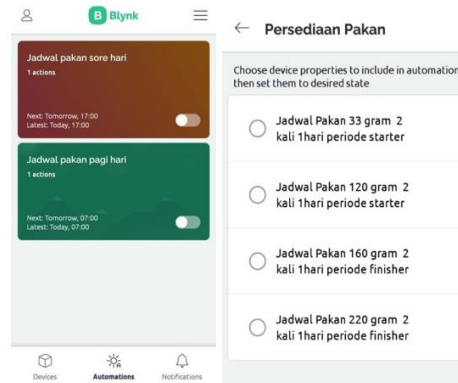 Blynk
Jadwal pakan sore hari
1 actions
Next: Tomorrow, 17:00
Latest: Today, 17:00
Jadwal pakan pagi hari
1 actions
Next: Tomorrow, 07:00
Latest: Today, 07:00
Devices
Automations
Notifications
Persediaan Pakan
Choose device properties to include in automation
then set them to desired state
Jadwal Pakan 33 gram 2
kali 1hari periode starter
Jadwal Pakan 120 gram 2
kali 1hari periode starter
Jadwal Pakan 160 gram 2
kali 1hari periode finisher
Jadwal Pakan 220 gram 2
kali 1hari periode finisher